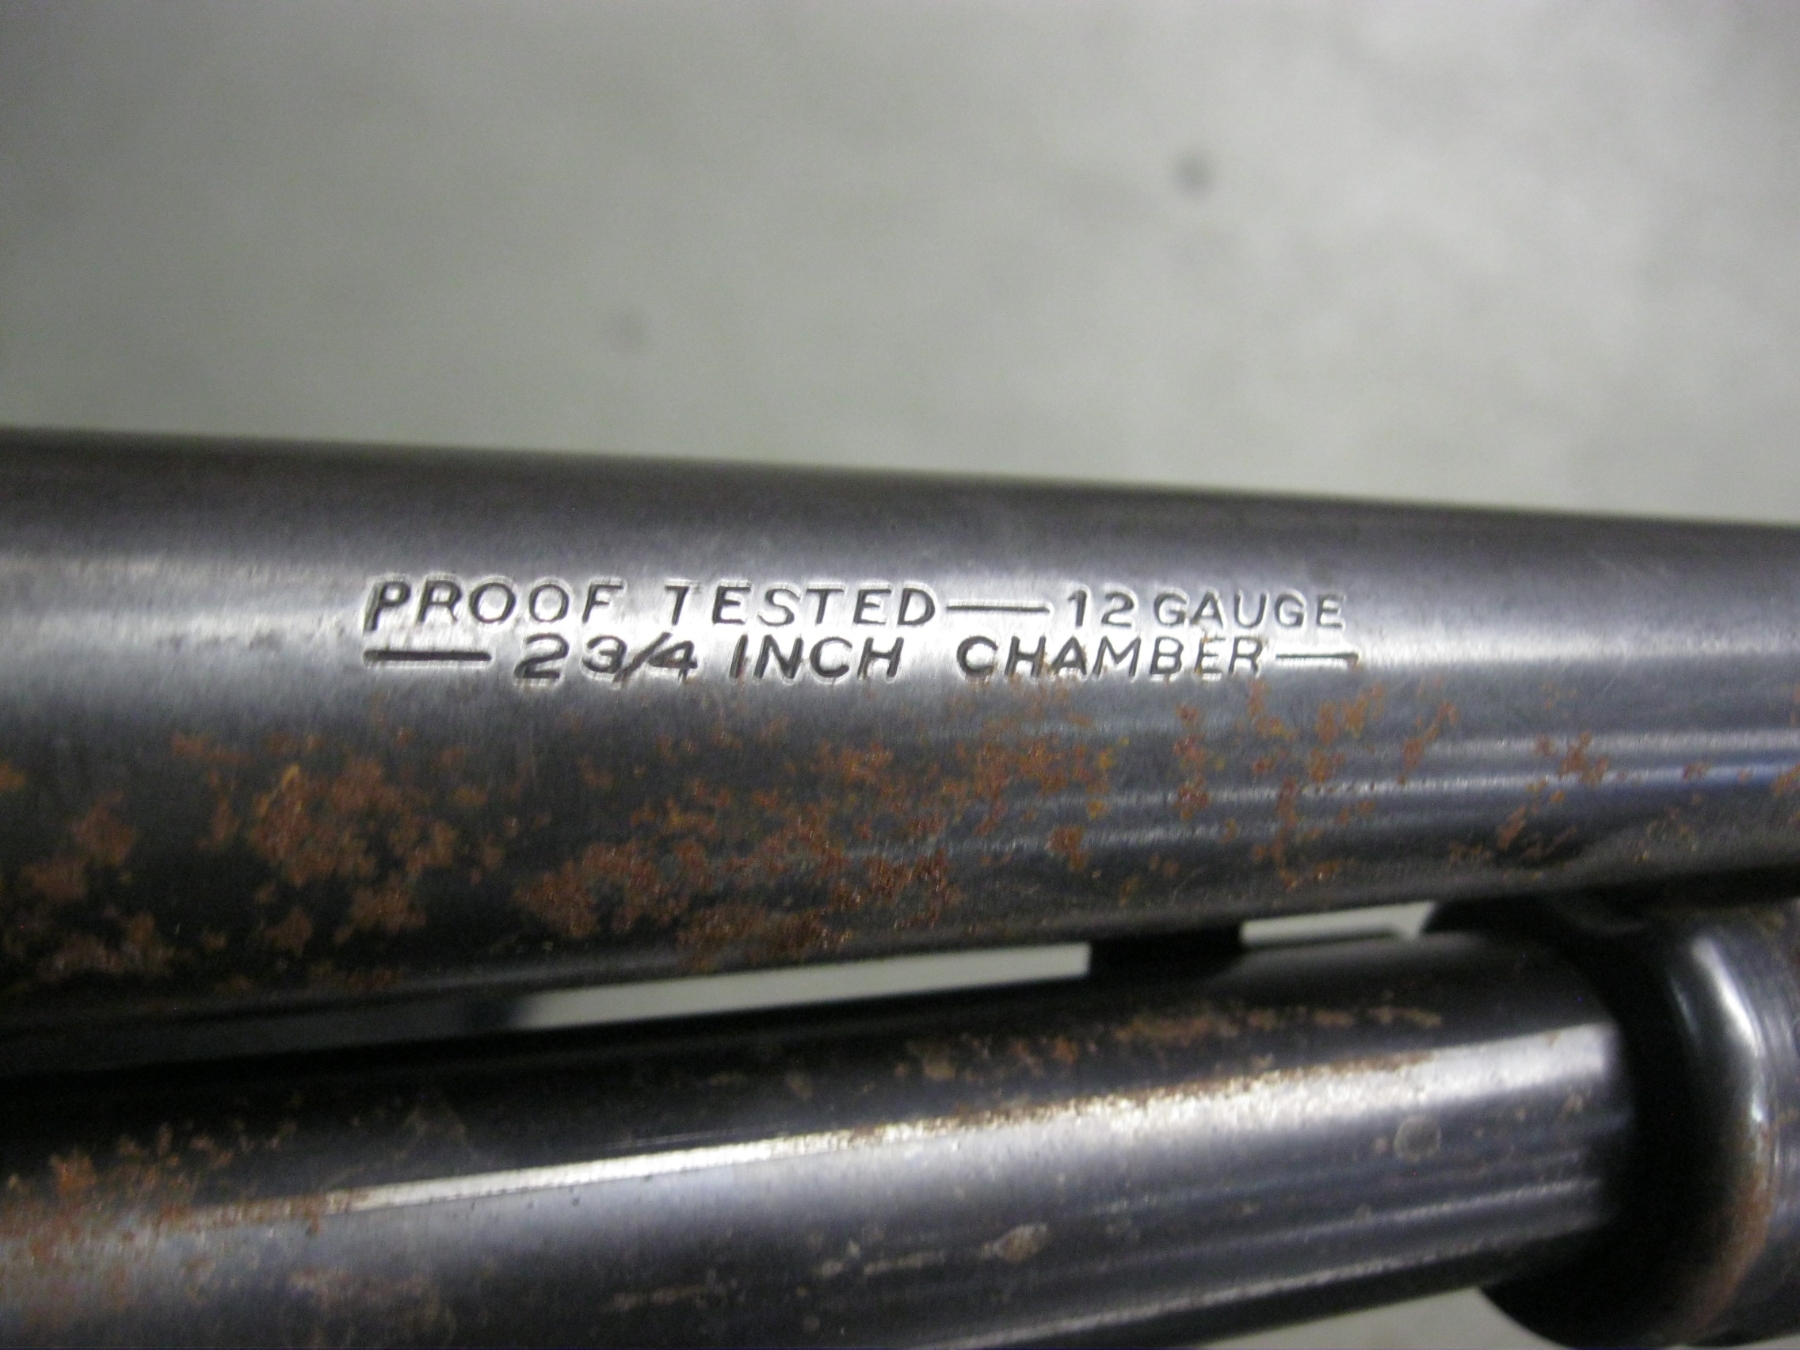 PROOF TESTED — 12 GAUGE
— 2 3/4 INCH CHAMBER —